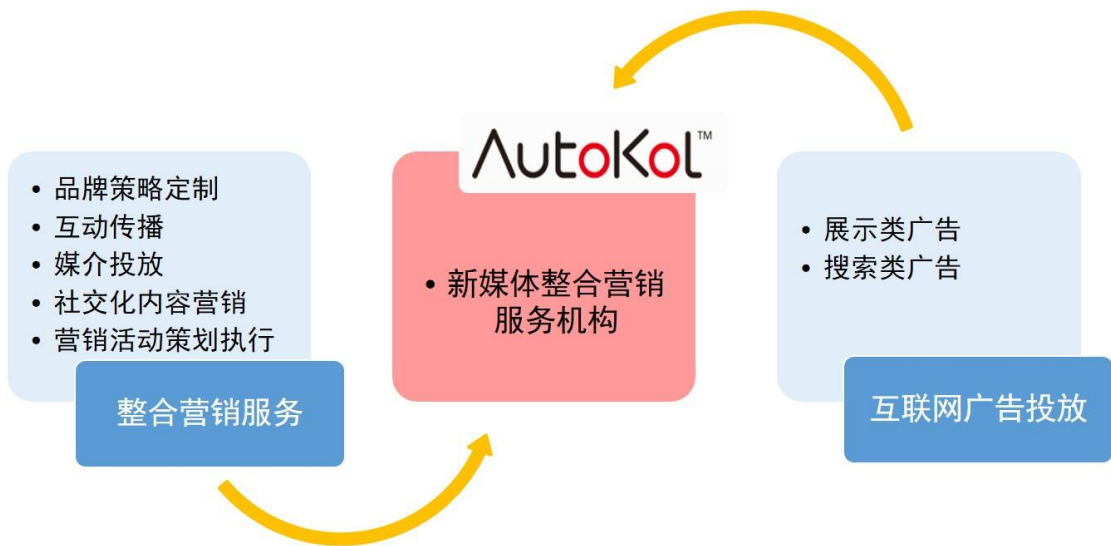 • 品牌策略定制
• 互动传播
• 媒介投放
• 社交化内容营销
• 营销活动策划执行
整合营销服务
AutoKol™
• 新媒体整合营销
服务机构
• 展示类广告
• 搜索类广告
互联网广告投放